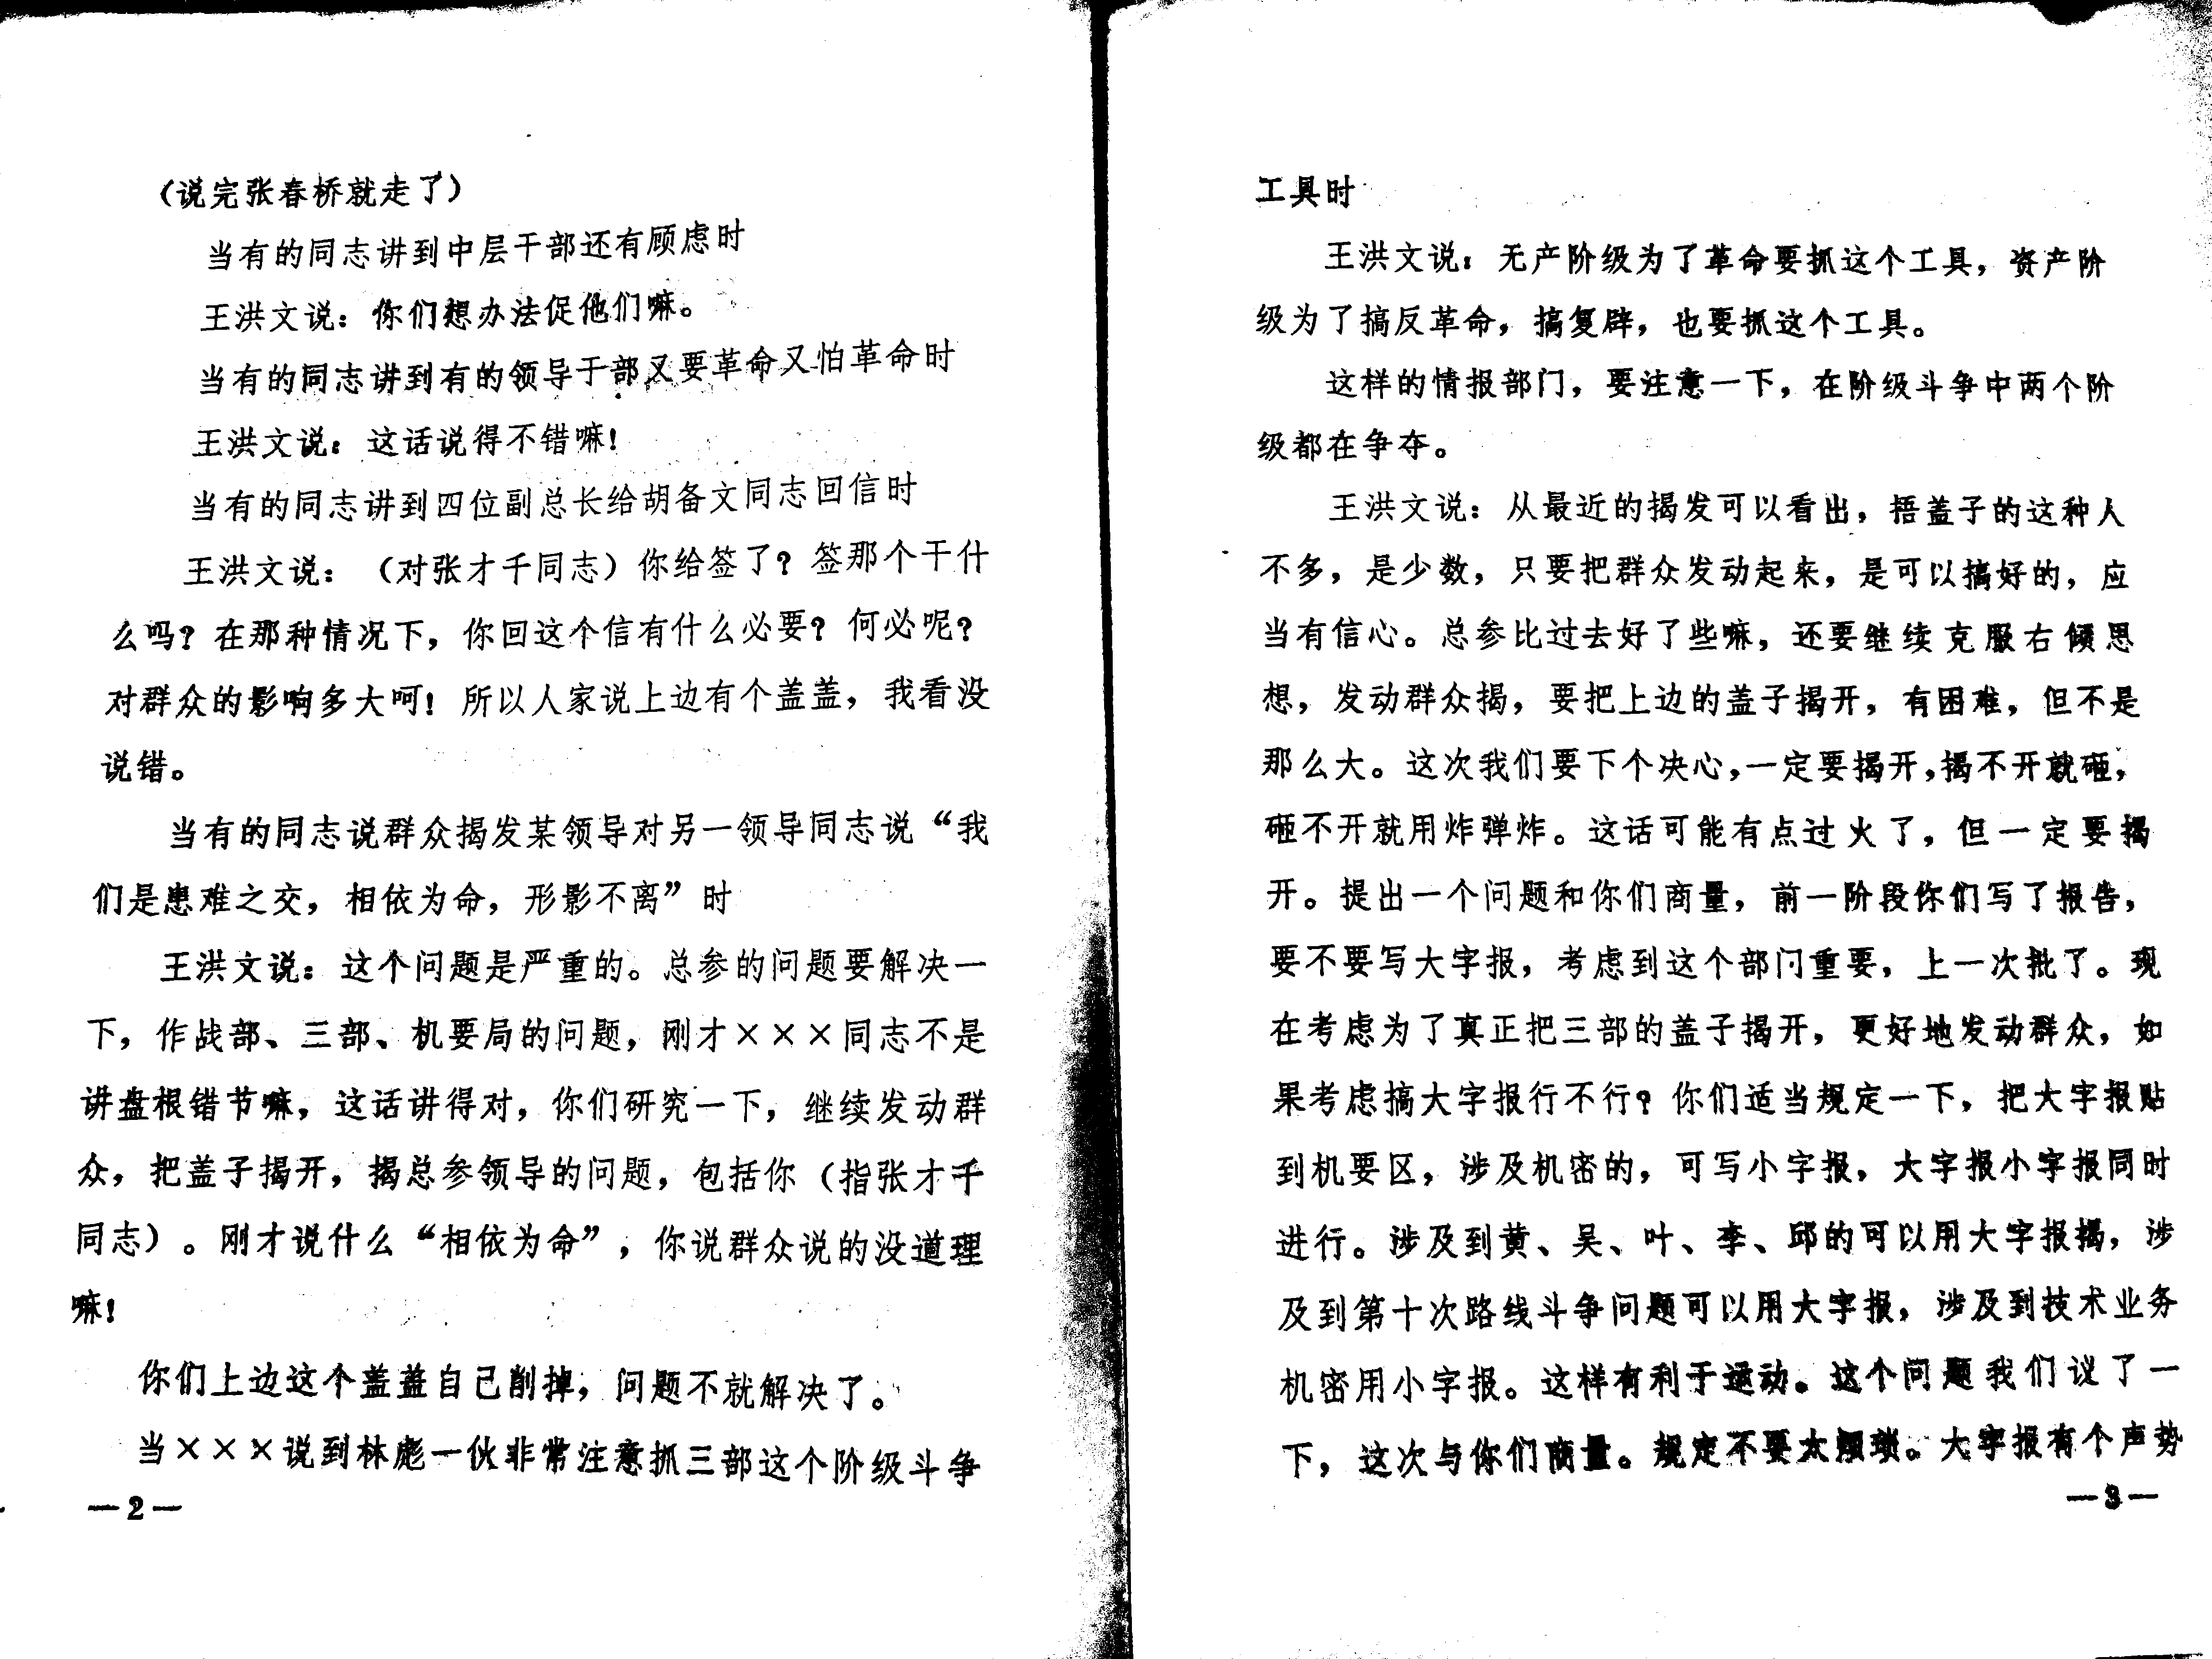 （说完张春桥就走了）
当有的同志讲到中层干部还有顾虑时
王洪文说：你们想办法促他们嘛。
当有的同志讲到有的领导于部又要革命又怕革命时
王洪文说：这话说得不错嘛！
当有的同志讲到四位副总长给胡备文同志回信时
王洪文说：（对张才千同志）你给签了？签那个干什
么吗？在那种情况下，你回这个信有什么必要？何必呢？
对群众的影响多大呵！所以人家说上边有个盖盖，我看没
说错。
当有的同志说群众揭发某领导对另一领导同志说“我
们是患难之交，相依为命，形影不离”时
王洪文说：这个问题是严重的。总参的问题要解决一
下，作战部、三部、机要局的问题，刚才×××同志不是
讲盘根错节嘛，这话讲得对，你们研究一下，继续发动群
众，把盖子揭开，揭总参领导的问题，包括你（指张才千
同志）。刚才说什么“相依为命”，你说群众说的没道理
嘛！
你们上边这个盖盖自己削掉，问题不就解决了。
当×××说到林彪一伙非常注意抓三部这个阶级斗争
—2—
工具时
王洪文说：无产阶级为了革命要抓这个工具，资产阶
级为了搞反革命，搞复辟，也要抓这个工具。
这样的情报部门，要注意一下，在阶级斗争中两个阶
级都在争夺。
王洪文说：从最近的揭发可以看出，捂盖子的这种人
不多，是少数，只要把群众发动起来，是可以搞好的，应
当有信心。总参比过去好了些嘛，还要继续克服右倾思
想，发动群众揭，要把上边的盖子揭开，有困难，但不是
那么大。这次我们要下个决心，一定要揭开，揭不开就砸，
砸不开就用炸弹炸。这话可能有点过火了，但一定要揭
开。提出一个问题和你们商量，前一阶段你们写了报告，
要不要写大字报，考虑到这个部门重要，上一次批了。现
在考虑为了真正把三部的盖子揭开，更好地发动群众，如
果考虑搞大字报行不行？你们适当规定一下，把大字报贴
到机要区，涉及机密的，可写小字报，大字报小字报同时
进行。涉及到黄、吴、叶、李、邱的可以用大字报揭，涉
及到第十次路线斗争问题可以用大字报，涉及到技术业务
机密用小字报。这样有利于运动。这个问题我们议了一
下，这次与你们商量。规定不要太烦琐。大字报有个声势
—3—